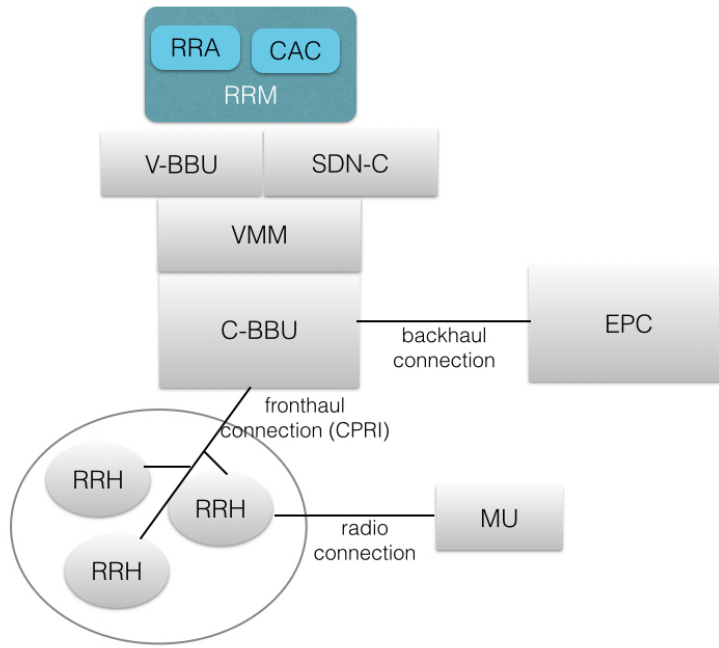 RRA
CAC
RRM
V-BBU
SDN-C
VMM
C-BBU
EPC
backhaul
connection
fronthaul
connection (CPRI)
RRH
RRH
RRH
MU
radio
connection